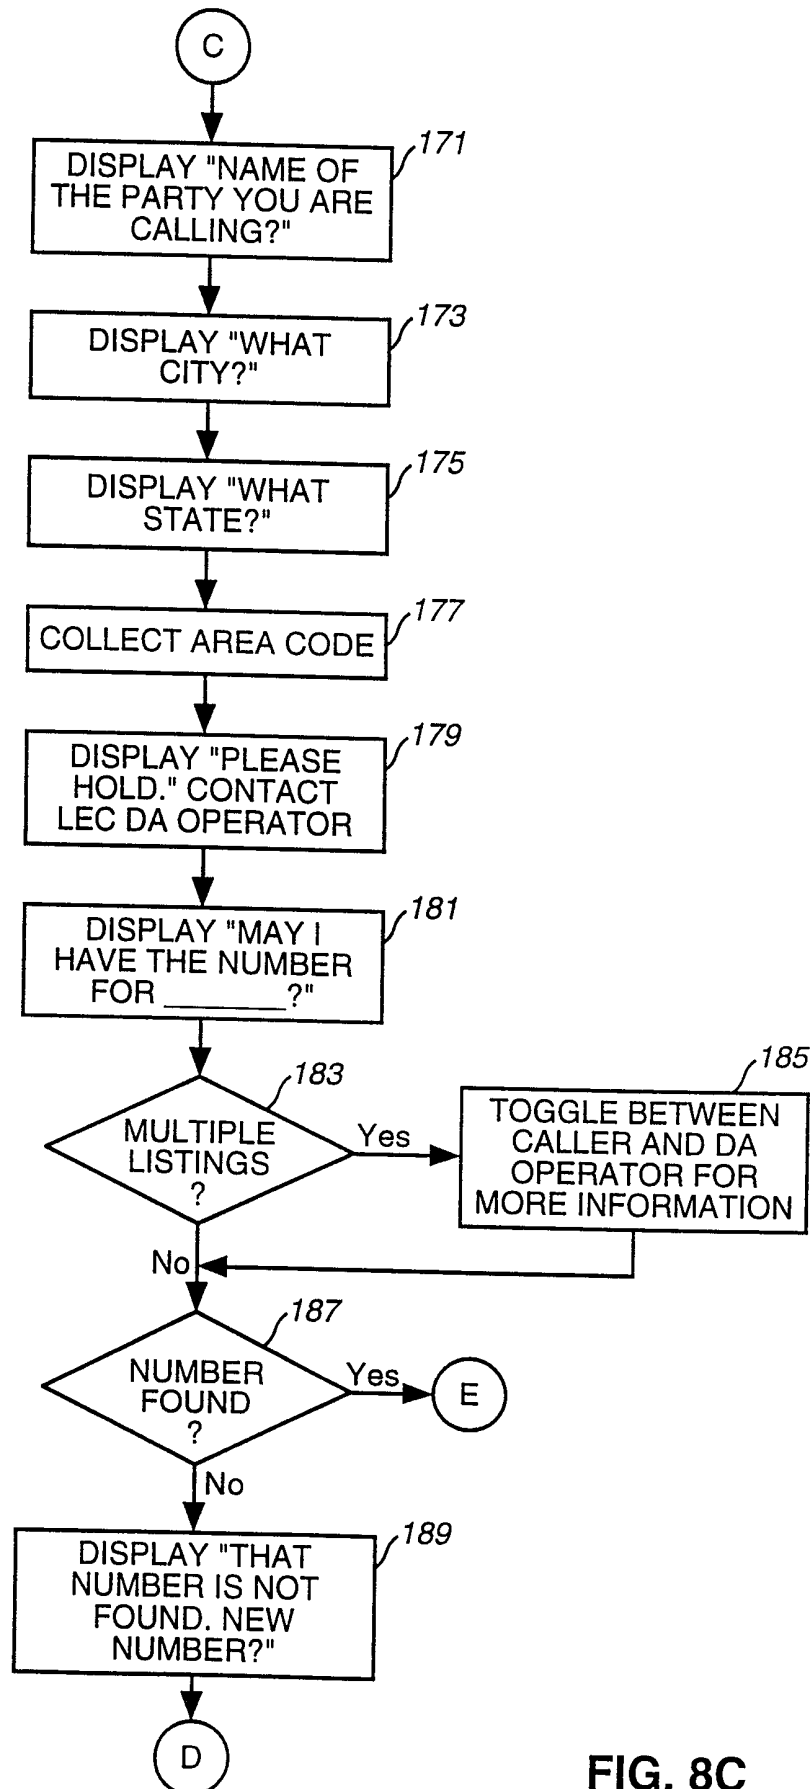 C
171
DISPLAY "NAME OF
THE PARTY YOU ARE
CALLING?"
173
DISPLAY "WHAT
CITY?"
175
DISPLAY "WHAT
STATE?"
177
COLLECT AREA CODE
179
DISPLAY "PLEASE
HOLD." CONTACT
LEC DA OPERATOR
181
DISPLAY "MAY I
HAVE THE NUMBER
FOR ________?"
183
MULTIPLE
LISTINGS
?
Yes
185
TOGGLE BETWEEN
CALLER AND DA
OPERATOR FOR
MORE INFORMATION
No
187
NUMBER
FOUND
?
Yes
E
No
189
DISPLAY "THAT
NUMBER IS NOT
FOUND. NEW
NUMBER?"
D
FIG. 8C